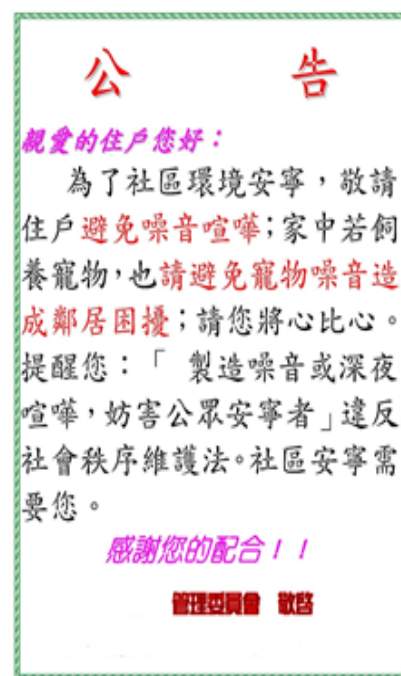 公 告
親愛的住戶您好：
為了社區環境安寧，敬請
住戶避免噪音喧嘩;家中若飼
養寵物，也請避免寵物噪音造
成鄰居困擾；請您將心比心。
提醒您：「 製造噪音或深夜
喧嘩，妨害公眾安寧者」違反
社會秩序維護法。社區安寧需
要您。
感謝您的配合！！
管理委員會 敬啓